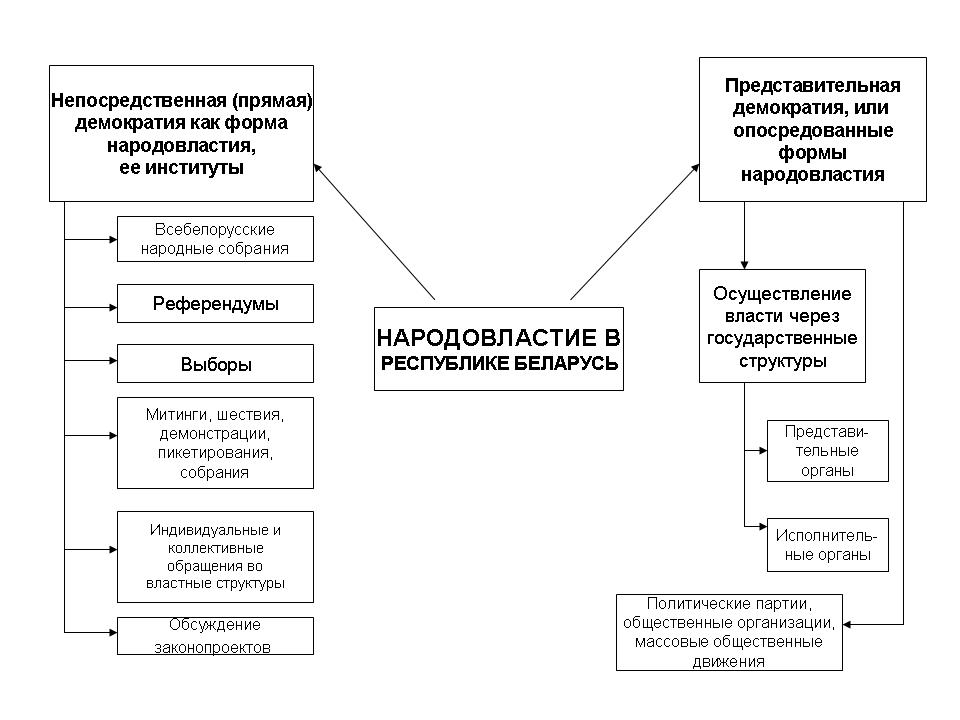 Непосредственная (прямая)
демократия как форма
народовластия,
ее институты
Всебелорусские
народные собрания
Референдумы
Выборы
Митинги, шествия,
демонстрации,
пикетирования,
собрания
Индивидуальные и
коллективные
обращения во
властные структуры
Обсуждение
законопроектов
НАРОДОВЛАСТИЕ В
РЕСПУБЛИКЕ БЕЛАРУСЬ
Представительная
демократия, или
опосредованные
формы
народовластия
Осуществление
власти через
государственные
структуры
Представи-
тельные
органы
Исполнитель-
ные органы
Политические партии,
общественные организации,
массовые общественные
движения